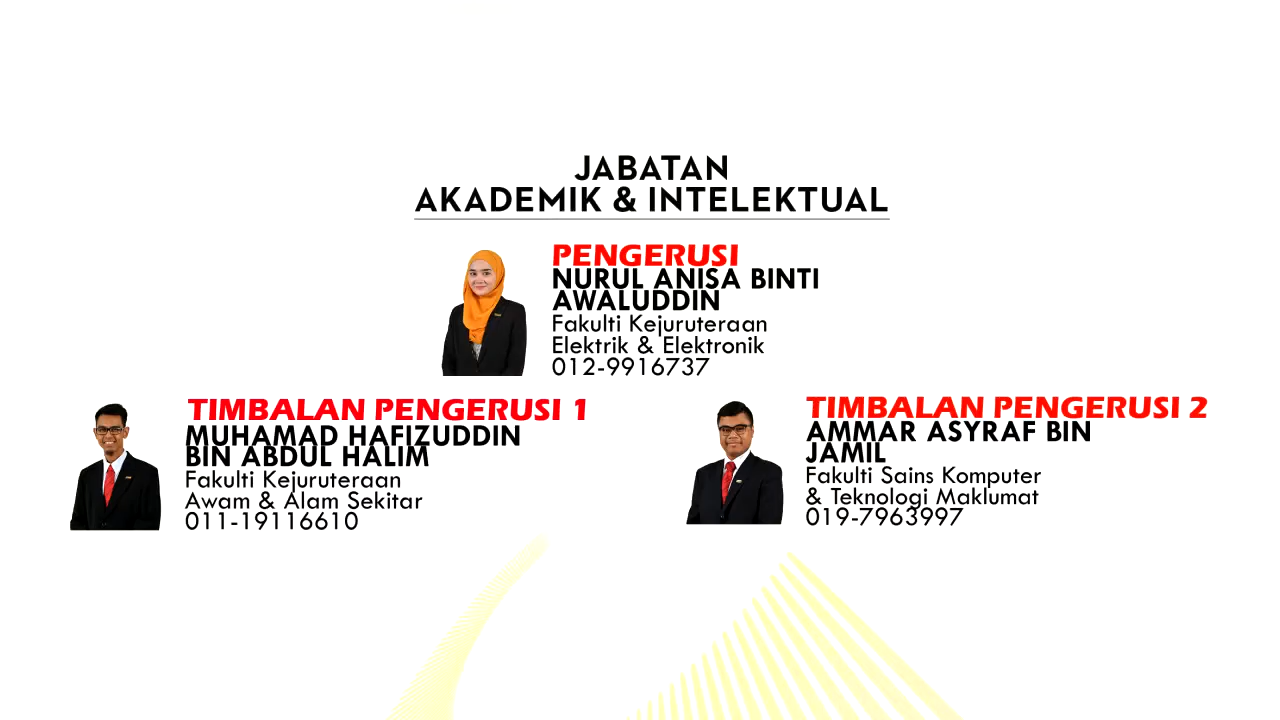 JABATAN
AKADEMIK & INTELEKTUAL
PENGERUSI
NURUL ANISA BINTI
AWALUDDIN
Fakulti Kejuruteraan
Elektrik & Elektronik
012-9916737
TIMBALAN PENGERUSI 1
MUHAMAD HAFIZUDDIN
BIN ABDUL HALIM
Fakulti Kejuruteraan
Awam & Alam Sekitar
011-19116610
TIMBALAN PENGERUSI 2
AMMAR ASYRAF BIN
JAMIL
Fakulti Sains Komputer
& Teknologi Maklumat
019-7963997